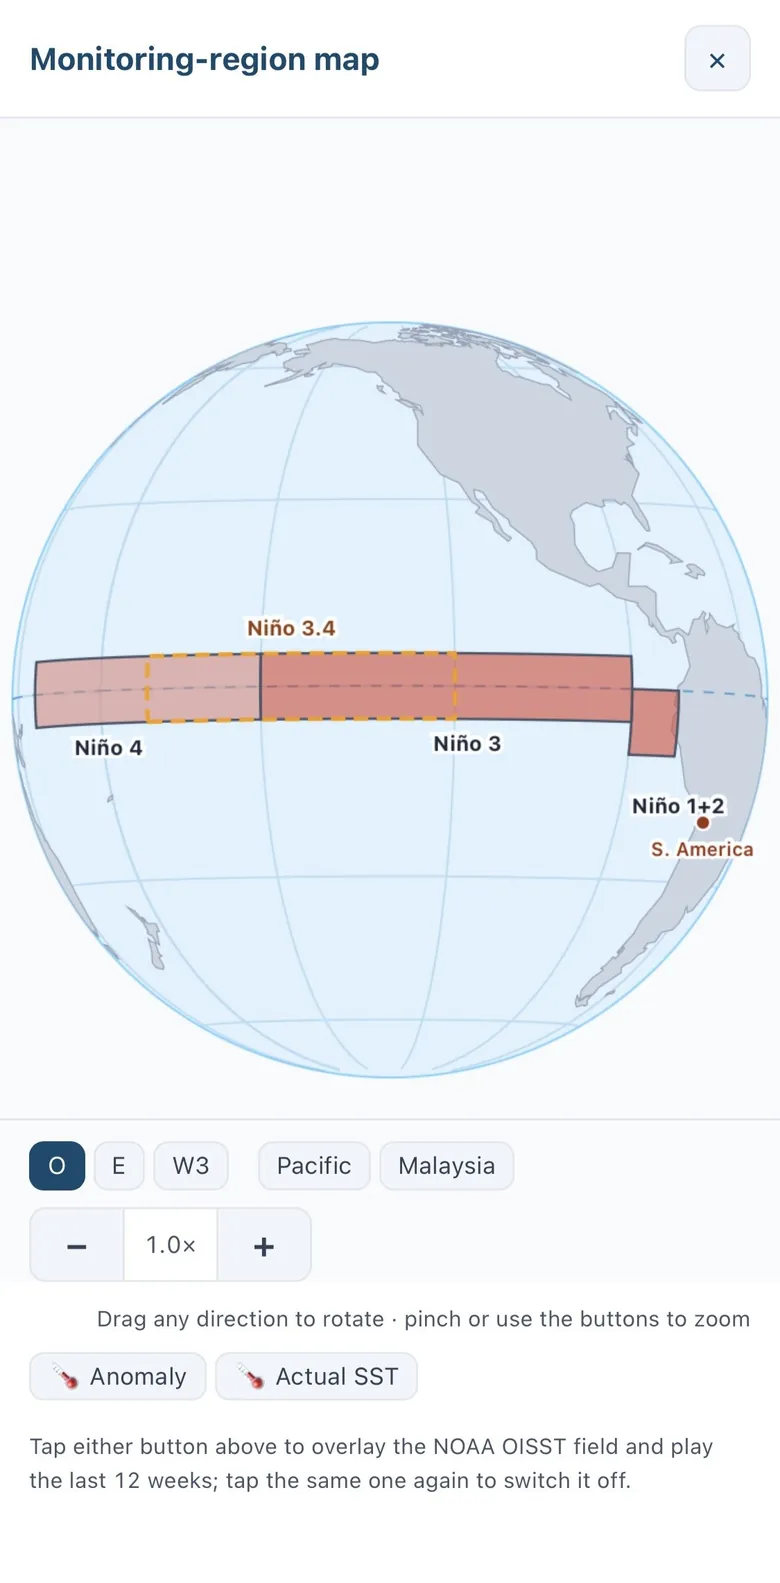 Monitoring-region map
×
Niño 3.4
Niño 4
Niño 3
Niño 1+2
S. America
O
E
W3
Pacific
Malaysia
−
1.0×
+
Drag any direction to rotate · pinch or use the buttons to zoom
Anomaly
Actual SST
Tap either button above to overlay the NOAA OISST field and play
the last 12 weeks; tap the same one again to switch it off.